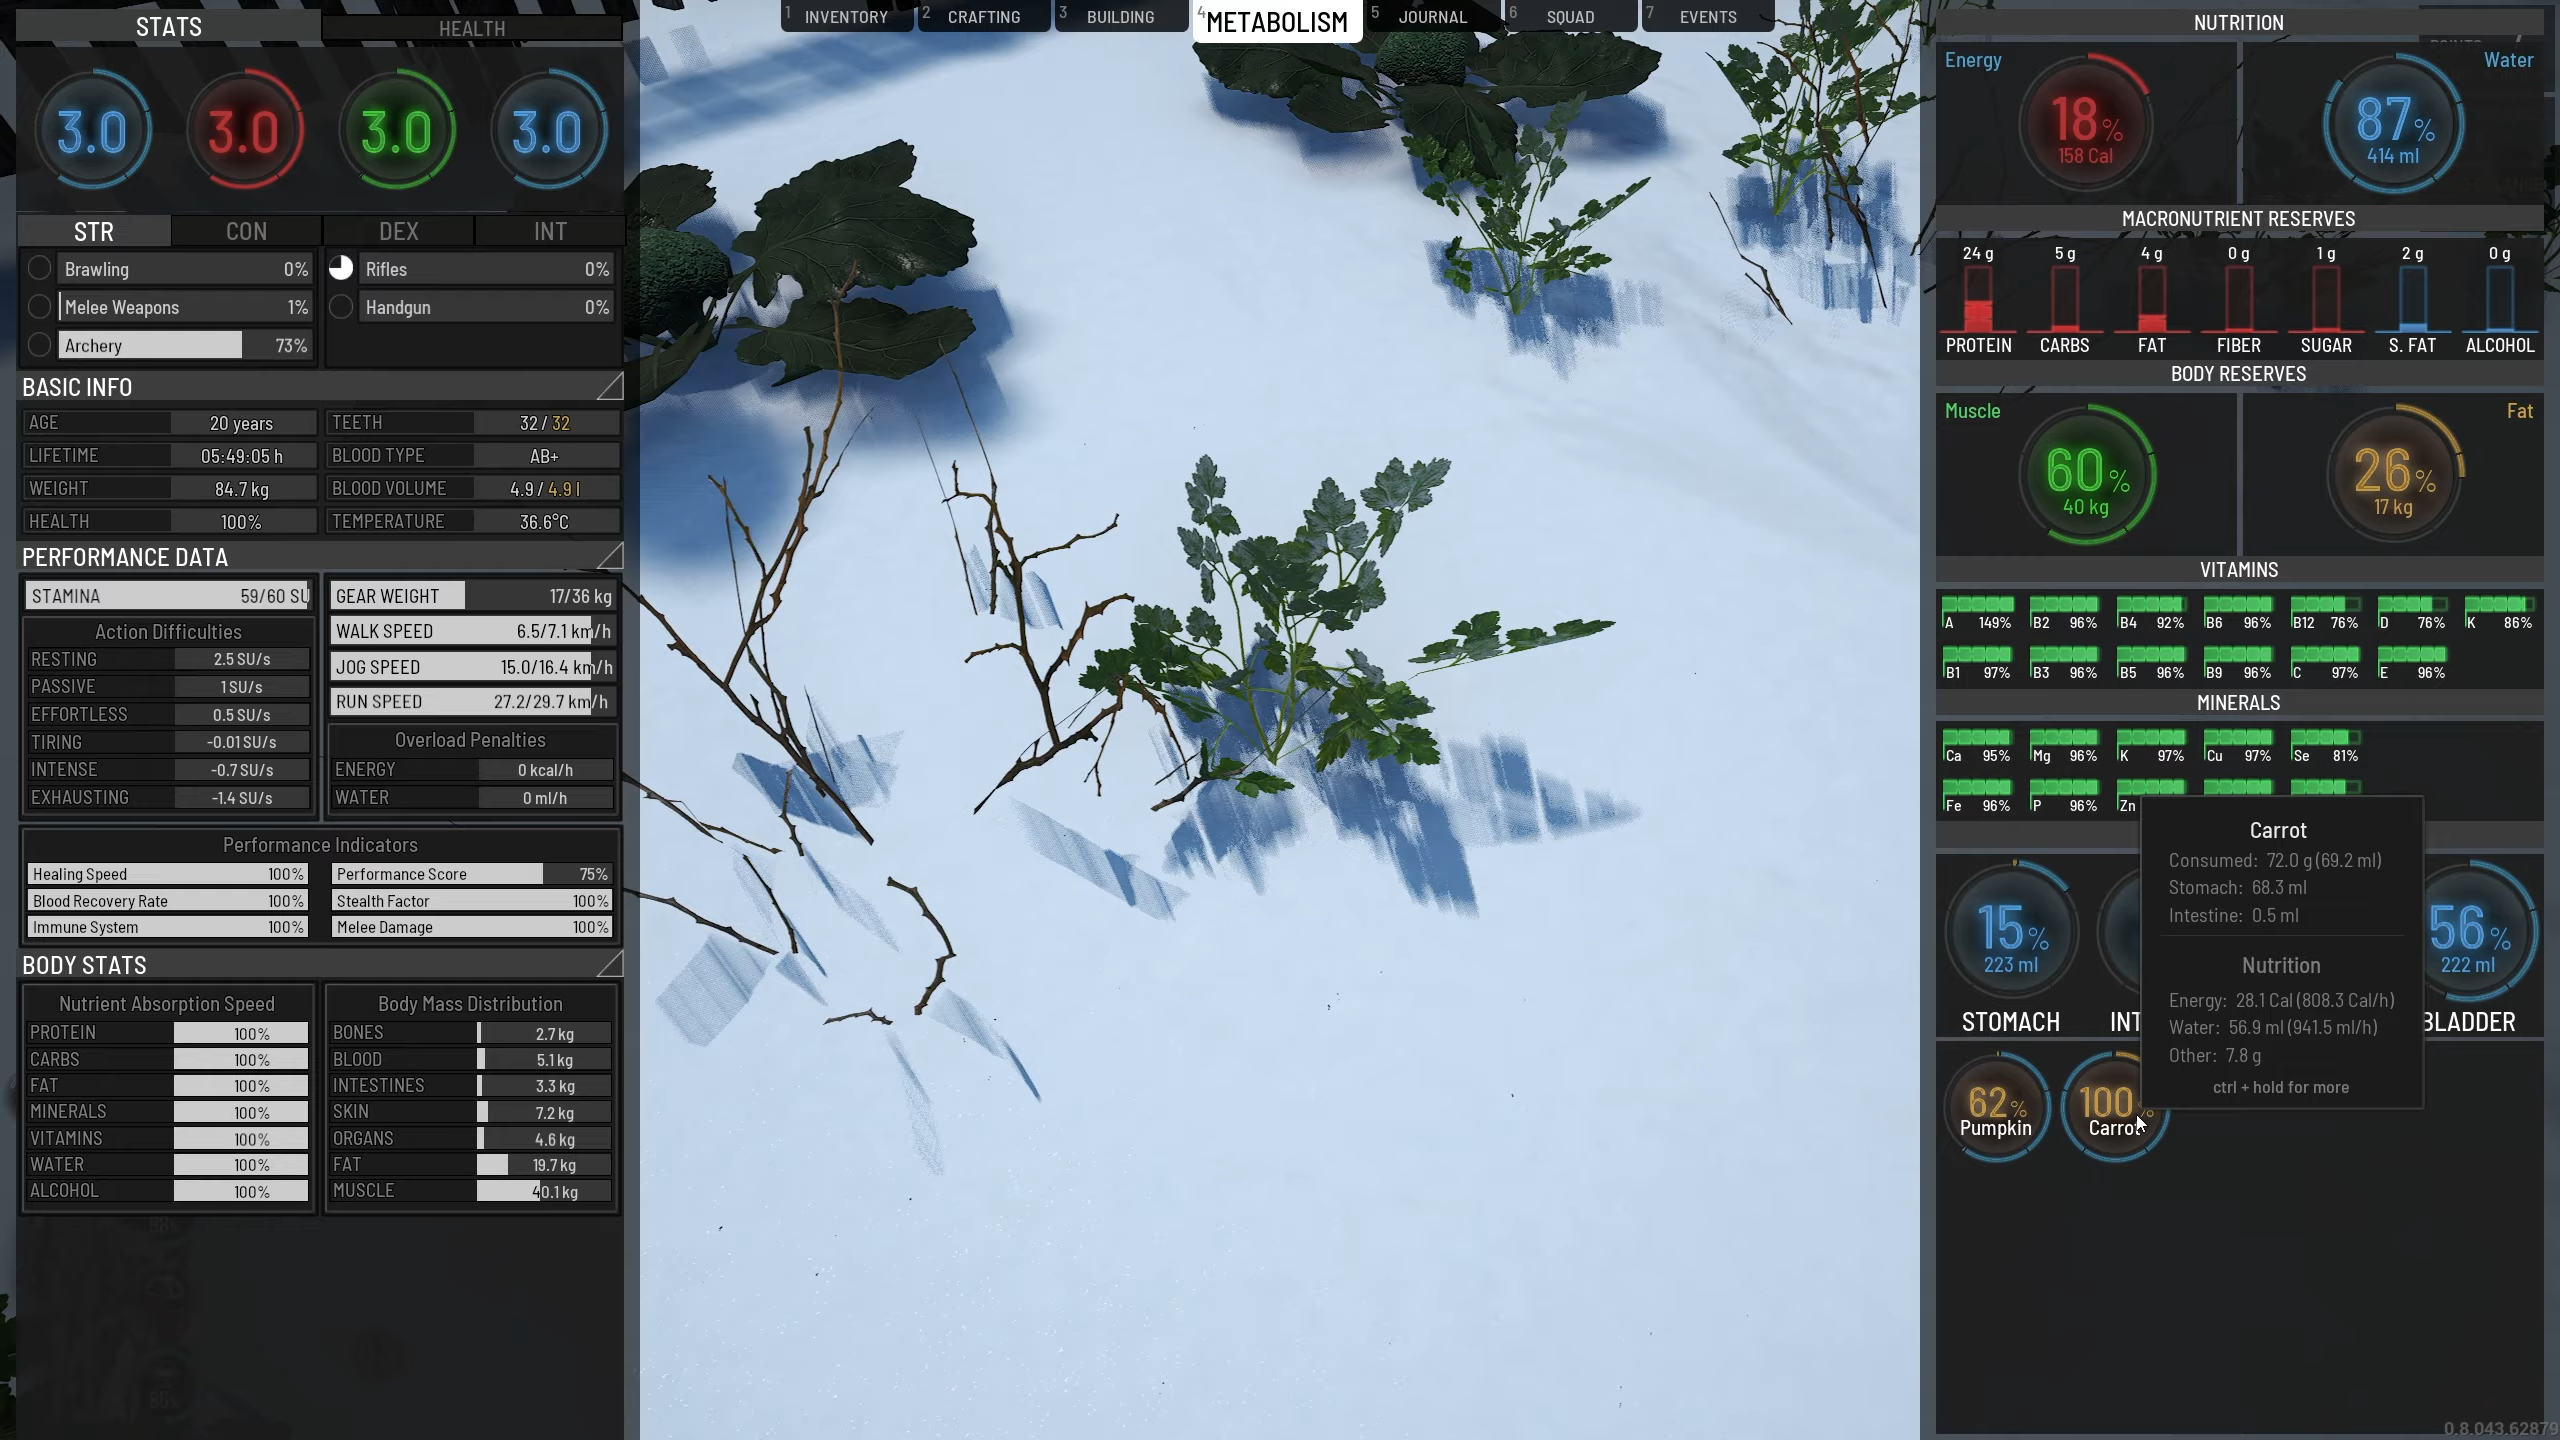 STATS
HEALTH
1 INVENTORY
2 CRAFTING
3 BUILDING
4 METABOLISM
5 JOURNAL
6 SQUAD
7 EVENTS
3.0
3.0
3.0
3.0
STR
CON
DEX
INT
Brawling 0%
Rifles 0%
Melee Weapons 1%
Handgun 0%
Archery 73%
BASIC INFO
AGE 20 years
TEETH 32 / 32
LIFETIME 05:49:05 h
BLOOD TYPE AB+
WEIGHT 84.7 kg
BLOOD VOLUME 4.9 / 4.9 l
HEALTH 100%
TEMPERATURE 36.6°C
PERFORMANCE DATA
STAMINA 59/60 SU
Action Difficulties
RESTING 2.5 SU/s
PASSIVE 1 SU/s
EFFORTLESS 0.5 SU/s
TIRING -0.01 SU/s
INTENSE -0.7 SU/s
EXHAUSTING -1.4 SU/s
GEAR WEIGHT 17/36 kg
WALK SPEED 6.5/7.1 km/h
JOG SPEED 15.0/16.4 km/h
RUN SPEED 27.2/29.7 km/h
Overload Penalties
ENERGY 0 kcal/h
WATER 0 ml/h
Performance Indicators
Healing Speed 100%
Performance Score 75%
Blood Recovery Rate 100%
Stealth Factor 100%
Immune System 100%
Melee Damage 100%
BODY STATS
Nutrient Absorption Speed
PROTEIN 100%
CARBS 100%
FAT 100%
MINERALS 100%
VITAMINS 100%
WATER 100%
ALCOHOL 100%
Body Mass Distribution
BONES 2.7 kg
BLOOD 5.1 kg
INTESTINES 3.3 kg
SKIN 7.2 kg
ORGANS 4.6 kg
FAT 19.7 kg
MUSCLE 40.1 kg
NUTRITION
Energy
18%
158 Cal
Water
87%
414 ml
MACRONUTRIENT RESERVES
24 g 5 g 4 g 0 g 1 g 2 g 0 g
PROTEIN CARBS FAT FIBER SUGAR S. FAT ALCOHOL
BODY RESERVES
Muscle
60%
40 kg
Fat
26%
17 kg
VITAMINS
A 149% B2 96% B4 92% B6 96% B12 76% D 76% K 86%
B1 97% B3 96% B5 96% B9 96% C 97% E 96%
MINERALS
Ca 95% Mg 96% K 97% Cu 97% Se 81%
Fe 96% P 96% Zn
15%
223 ml
STOMACH
INT
56%
222 ml
BLADDER
62%
Pumpkin
100%
Carrot
Carrot
Consumed: 72.0 g (69.2 ml)
Stomach: 68.3 ml
Intestine: 0.5 ml
Nutrition
Energy: 28.1 Cal (808.3 Cal/h)
Water: 56.9 ml (941.5 ml/h)
Other: 7.8 g
ctrl + hold for more
0.8.043.62879